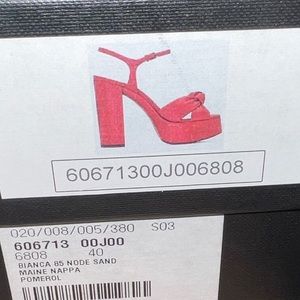 60671300J006808
020/008/005/380 S03
606713 00J00
6808 40
BIANCA 85 NODE SAND
MAINE NAPPA
POMEROL